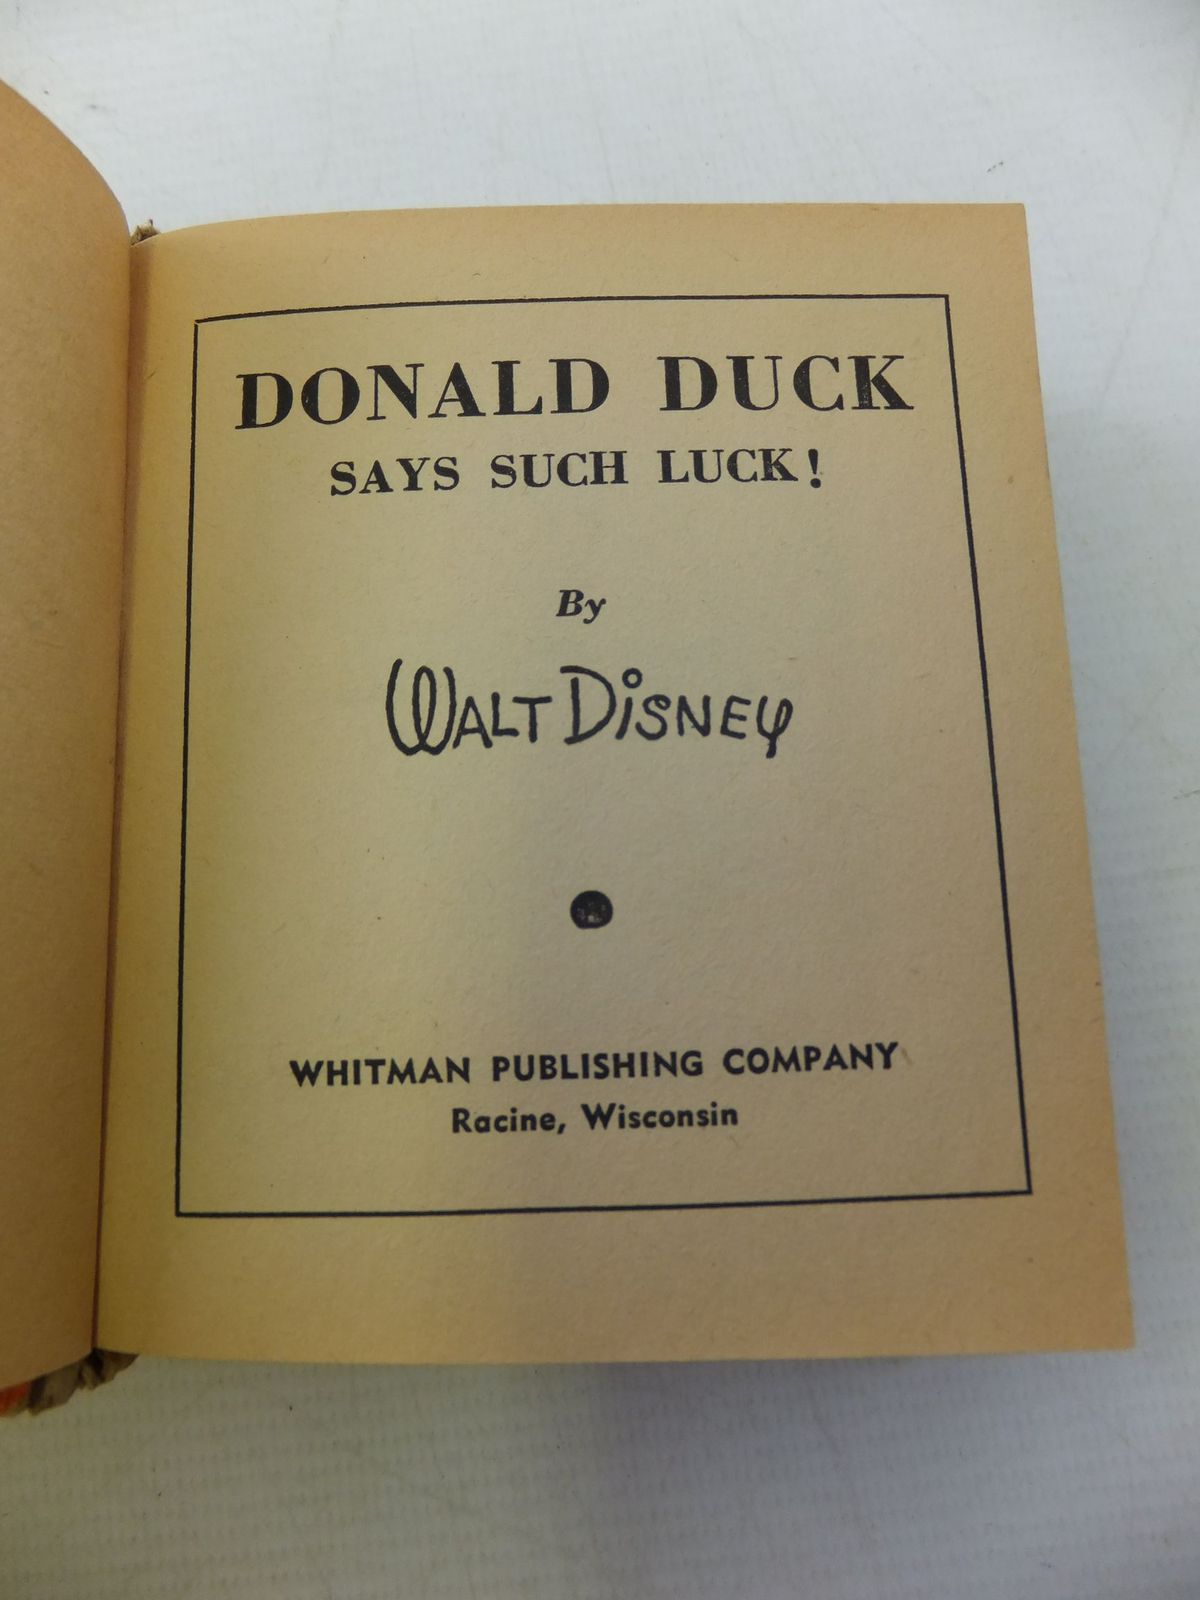 DONALD DUCK
SAYS SUCH LUCK!
By
WALT DISNEY
WHITMAN PUBLISHING COMPANY
Racine, Wisconsin